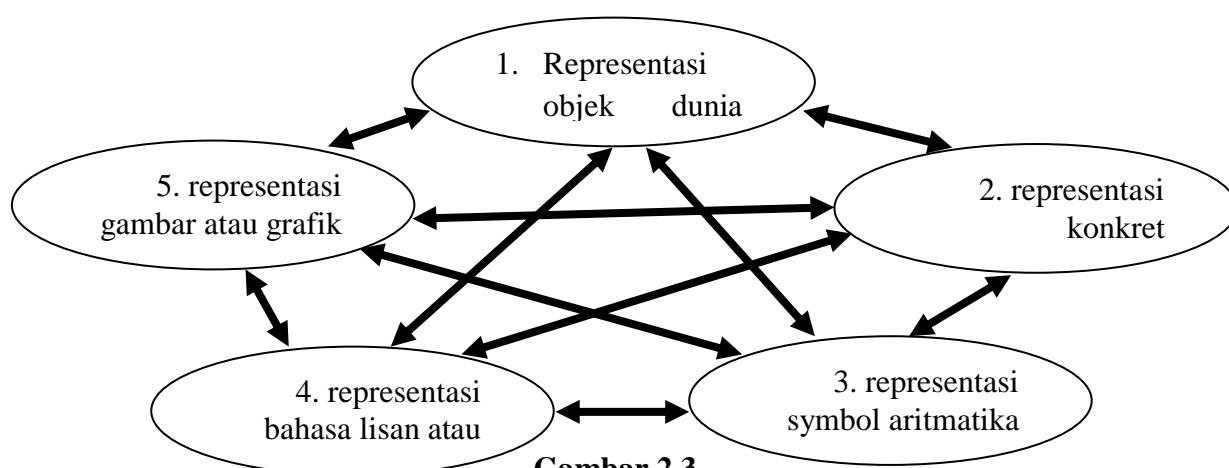 1. Representasi
objek dunia
5. representasi
gambar atau grafik
2. representasi
konkret
4. representasi
bahasa lisan atau
3. representasi
symbol aritmatika
Gambar 2.3